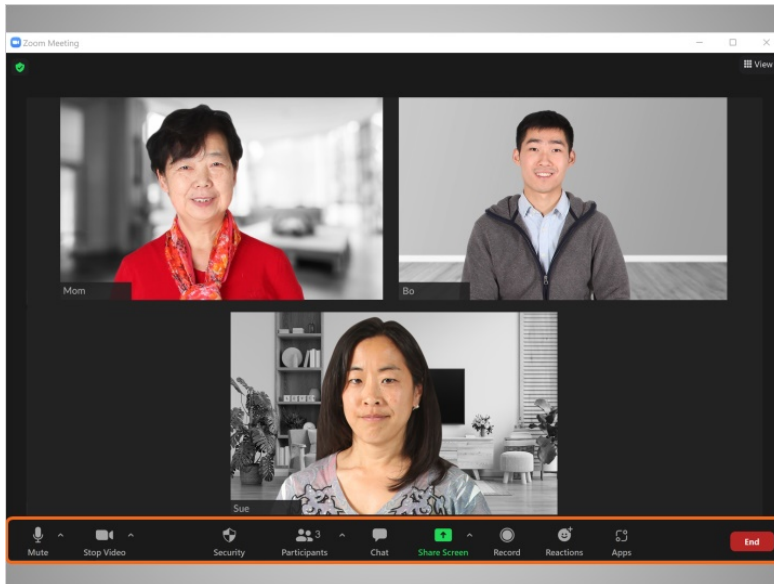 Zoom Meeting
View
Mom
Bo
Sue
Mute
Stop Video
Security
Participants
3
Chat
Share Screen
Record
Reactions
Apps
End